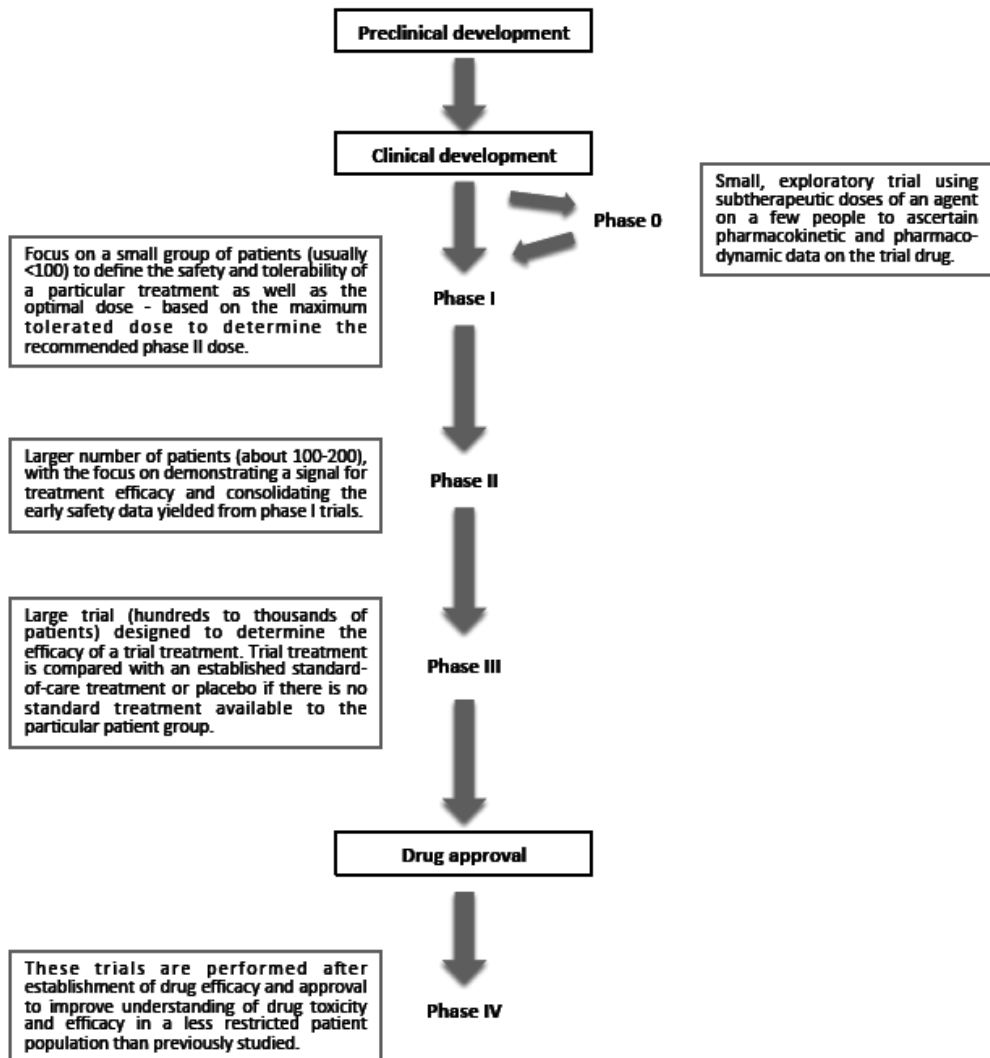 Preclinical development
Clinical development
Small, exploratory trial using
subtherapeutic doses of an agent
on a few people to ascertain
pharmacokinetic and pharmaco-
dynamic data on the trial drug.
Phase 0
Focus on a small group of patients (usually
<100) to define the safety and tolerability of
a particular treatment as well as the
optimal dose - based on the maximum
tolerated dose to determine the
recommended phase II dose.
Phase I
Larger number of patients (about 100-200),
with the focus on demonstrating a signal for
treatment efficacy and consolidating the
early safety data yielded from phase I trials.
Phase II
Large trial (hundreds to thousands of
patients) designed to determine the
efficacy of a trial treatment. Trial treatment
is compared with an established standard-
of-care treatment or placebo if there is no
standard treatment available to the
particular patient group.
Phase III
Drug approval
These trials are performed after
establishment of drug efficacy and approval
to improve understanding of drug toxicity
and efficacy in a less restricted patient
population than previously studied.
Phase IV